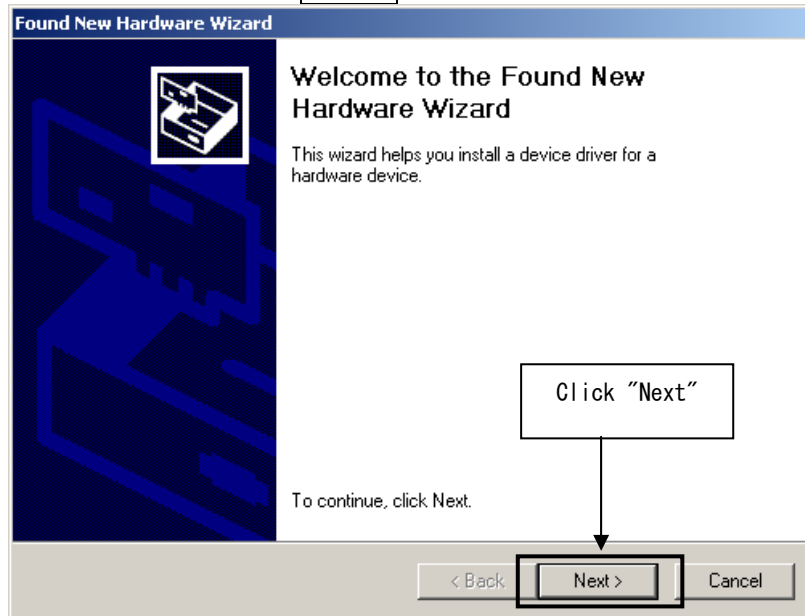 Found New Hardware Wizard
Welcome to the Found New
Hardware Wizard
This wizard helps you install a device driver for a
hardware device.
Click "Next"
To continue, click Next.
< Back
Next >
Cancel